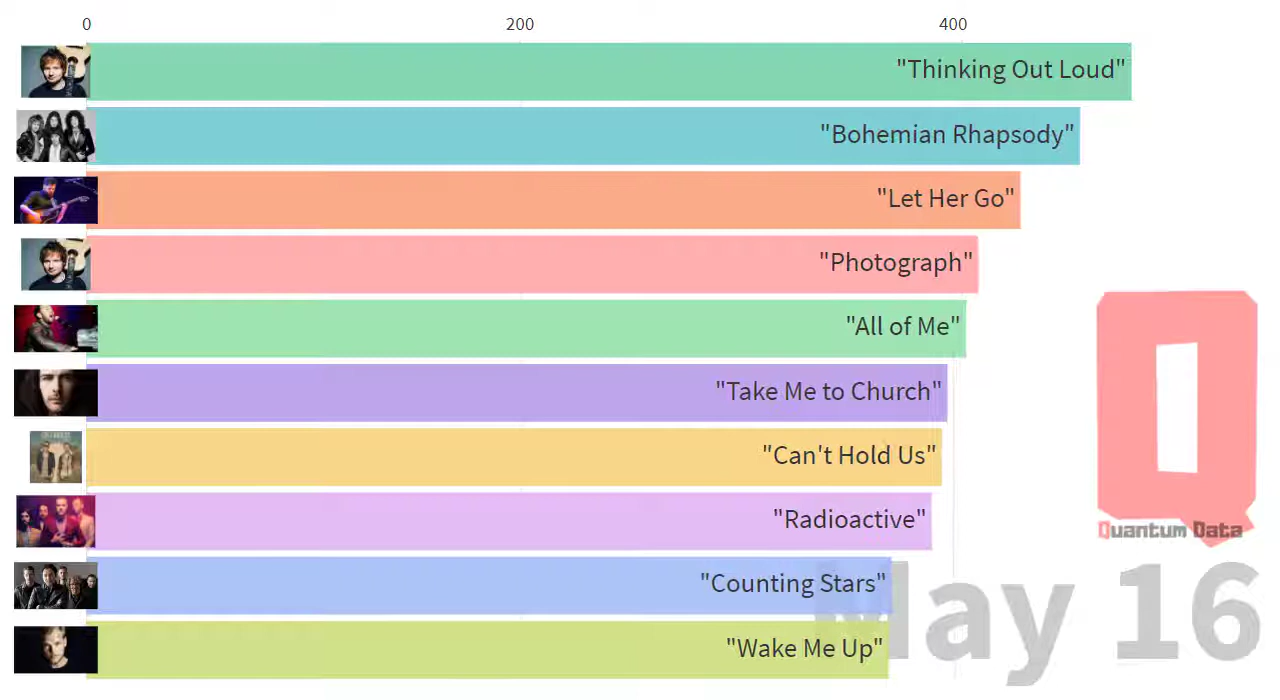 0 200 400
"Thinking Out Loud"
"Bohemian Rhapsody"
"Let Her Go"
"Photograph"
"All of Me"
"Take Me to Church"
"Can't Hold Us"
"Radioactive"
Quantum Data
"Counting Stars"
May 16
"Wake Me Up"